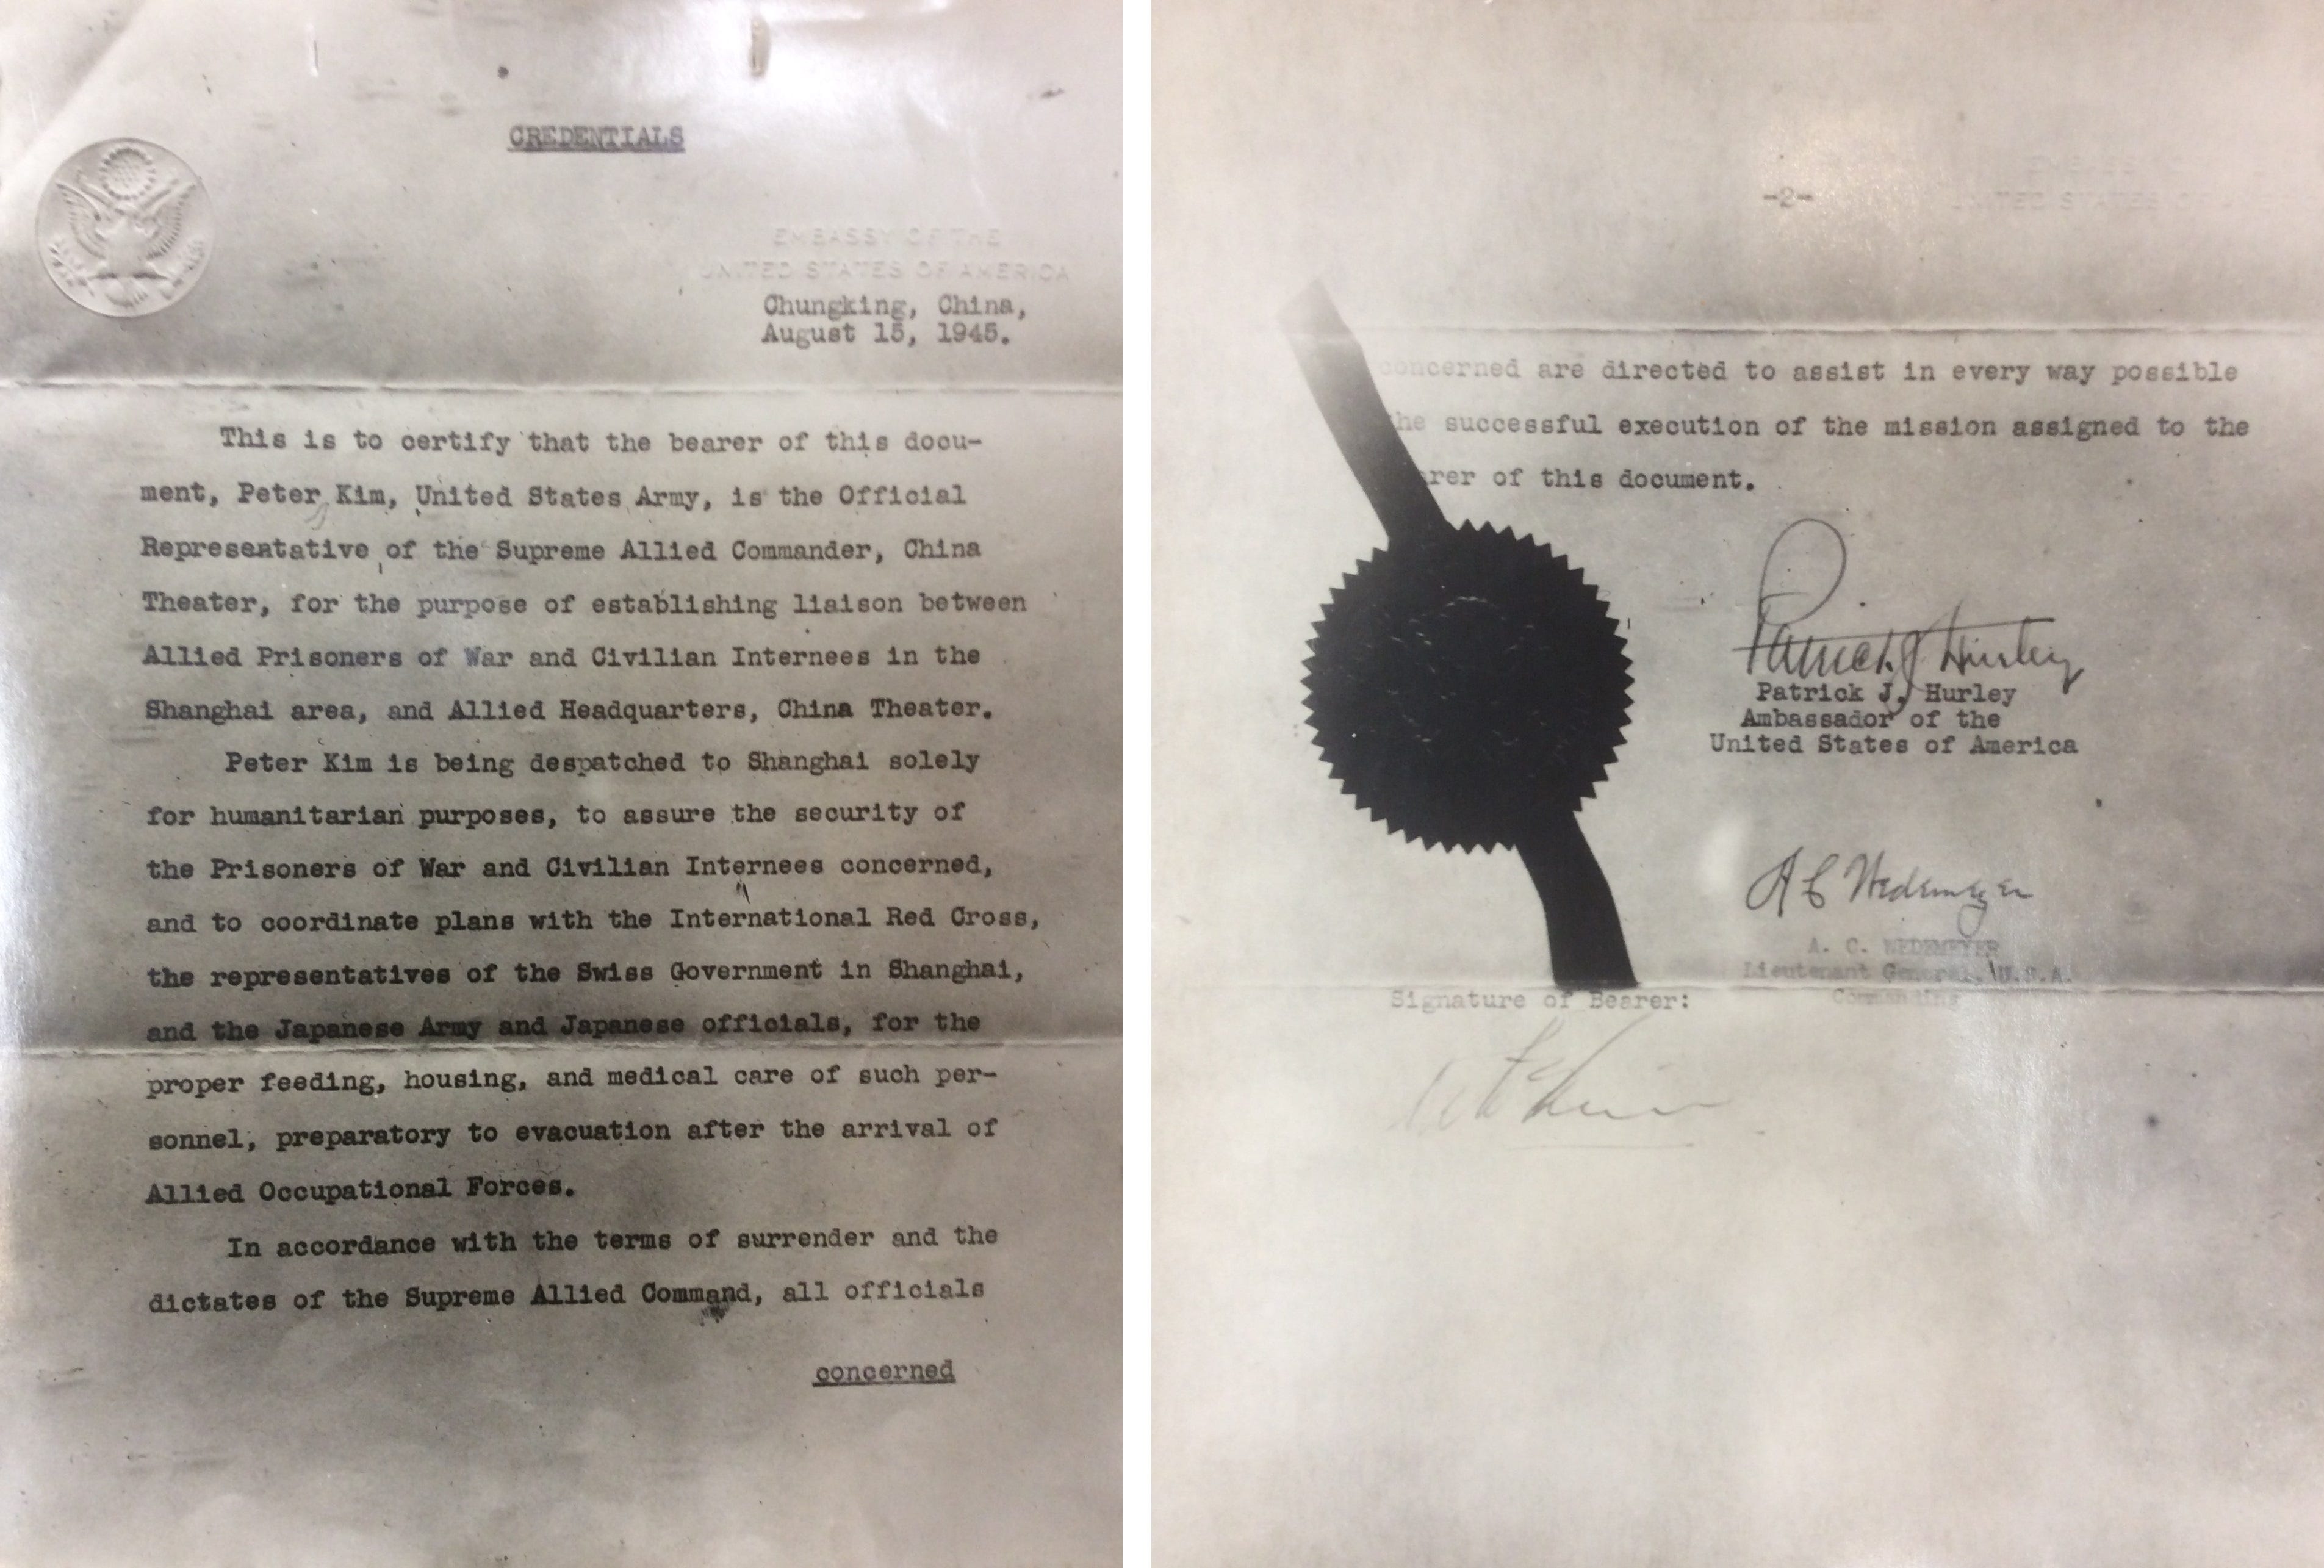 CREDENTIALS
EMBASSY OF THE
UNITED STATES OF AMERICA
Chungking, China,
August 15, 1945.
This is to certify that the bearer of this docu-
ment, Peter Kim, United States Army, is the Official
Representative of the Supreme Allied Commander, China
Theater, for the purpose of establishing liaison between
Allied Prisoners of War and Civilian Internees in the
Shanghai area, and Allied Headquarters, China Theater.
Peter Kim is being despatched to Shanghai solely
for humanitarian purposes, to assure the security of
the Prisoners of War and Civilian Internees concerned,
and to coordinate plans with the International Red Cross,
the representatives of the Swiss Government in Shanghai,
and the Japanese Army and Japanese officials, for the
proper feeding, housing, and medical care of such per-
sonnel, preparatory to evacuation after the arrival of
Allied Occupational Forces.
In accordance with the terms of surrender and the
dictates of the Supreme Allied Command, all officials
concerned
-2-
UNITED STATES
concerned are directed to assist in every way possible
he successful execution of the mission assigned to the
rer of this document.
Patrick J Hurley
Patrick J. Hurley
Ambassador of the
United States of America
A C Wedemeyer
A. C. WEDEMEYER
Lieutenant General, U.S.A.
Commanding
Signature of Bearer: